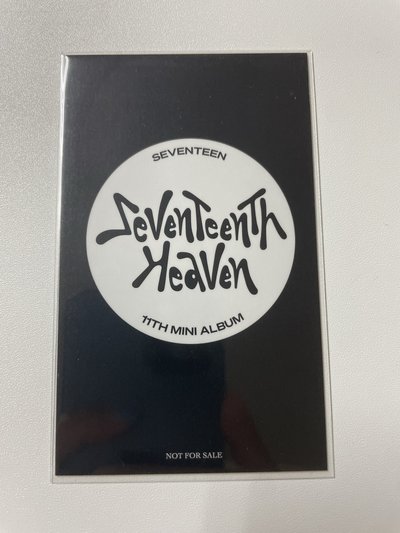 SEVENTEEN
Seventeenth
Heaven
11TH MINI ALBUM
NOT FOR SALE